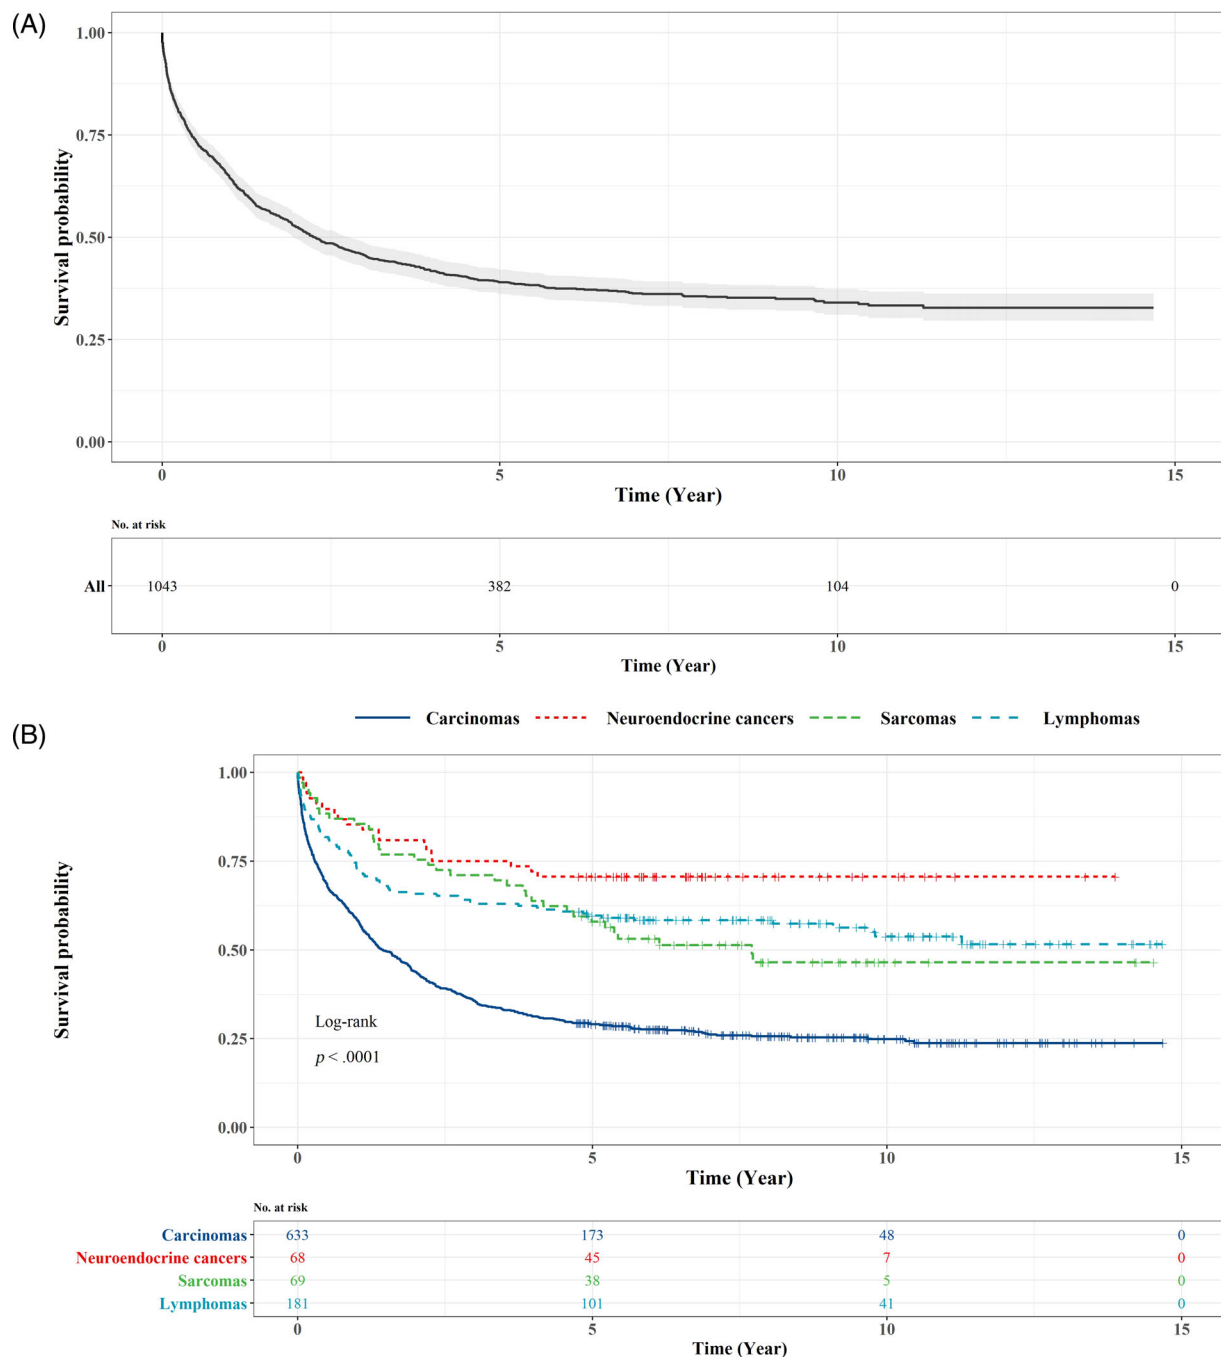 (A)
1.00
0.75
0.50
0.25
0.00
Survival probability
0 5 10 15
Time (Year)
No. at risk
All 1043 382 104 0
0 5 10 15
Time (Year)
Carcinomas Neuroendocrine cancers Sarcomas Lymphomas
(B)
1.00
0.75
0.50
0.25
0.00
Survival probability
Log-rank
p < .0001
0 5 10 15
Time (Year)
No. at risk
Carcinomas 633 173 48 0
Neuroendocrine cancers 68 45 7 0
Sarcomas 69 38 5 0
Lymphomas 181 101 41 0
0 5 10 15
Time (Year)